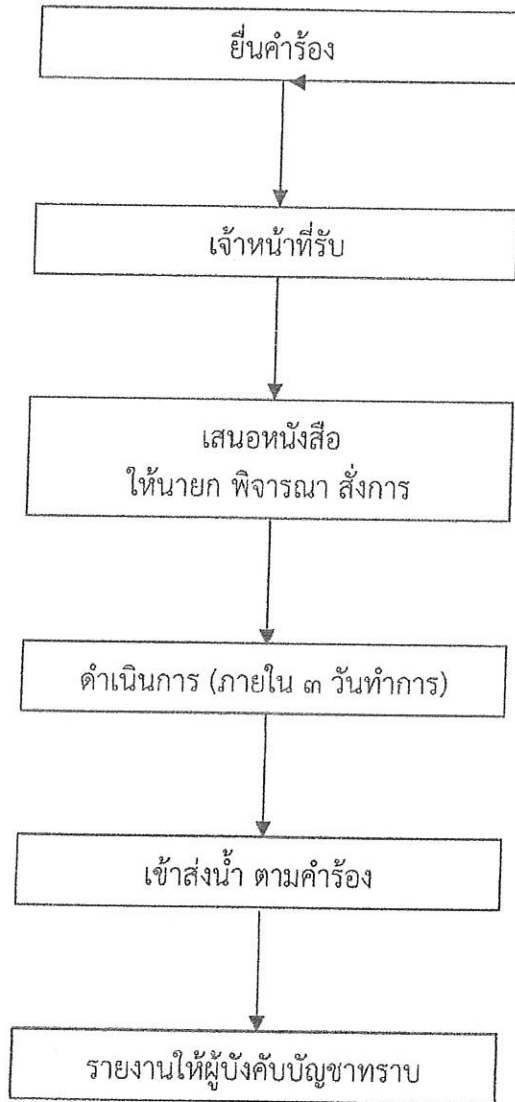 ยื่นคำร้อง
เจ้าหน้าที่รับ
เสนอหนังสือ
ให้นายก พิจารณา สั่งการ
ดำเนินการ (ภายใน ๓ วันทำการ)
เข้าส่งน้ำ ตามคำร้อง
รายงานให้ผู้บังคับบัญชาทราบ